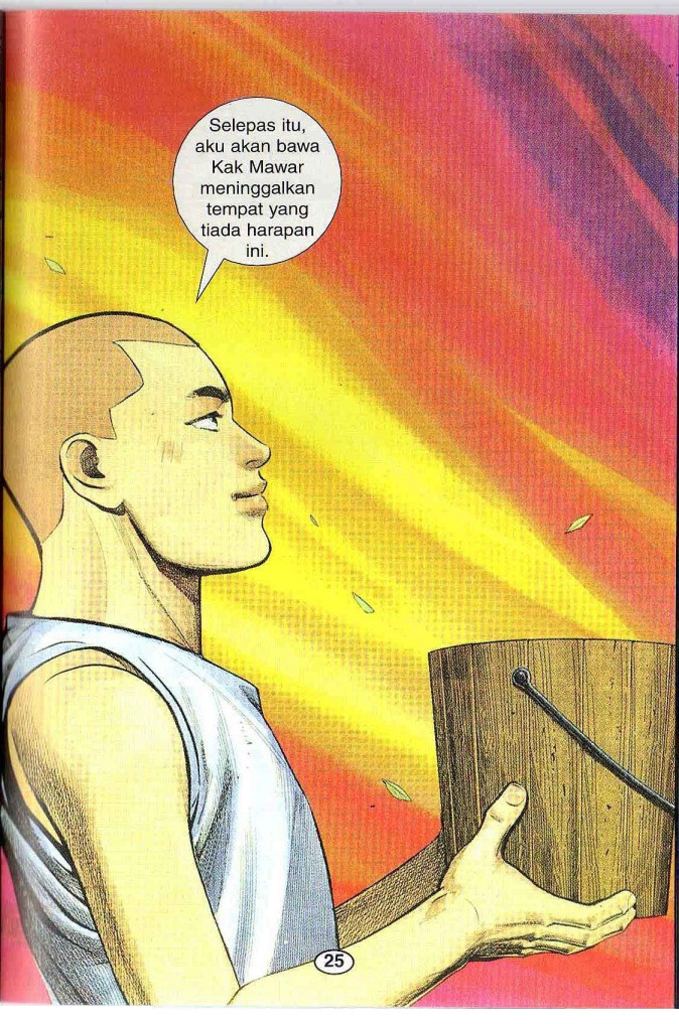 Selepas itu,
aku akan bawa
Kak Mawar
meninggalkan
tempat yang
tiada harapan
ini.
25